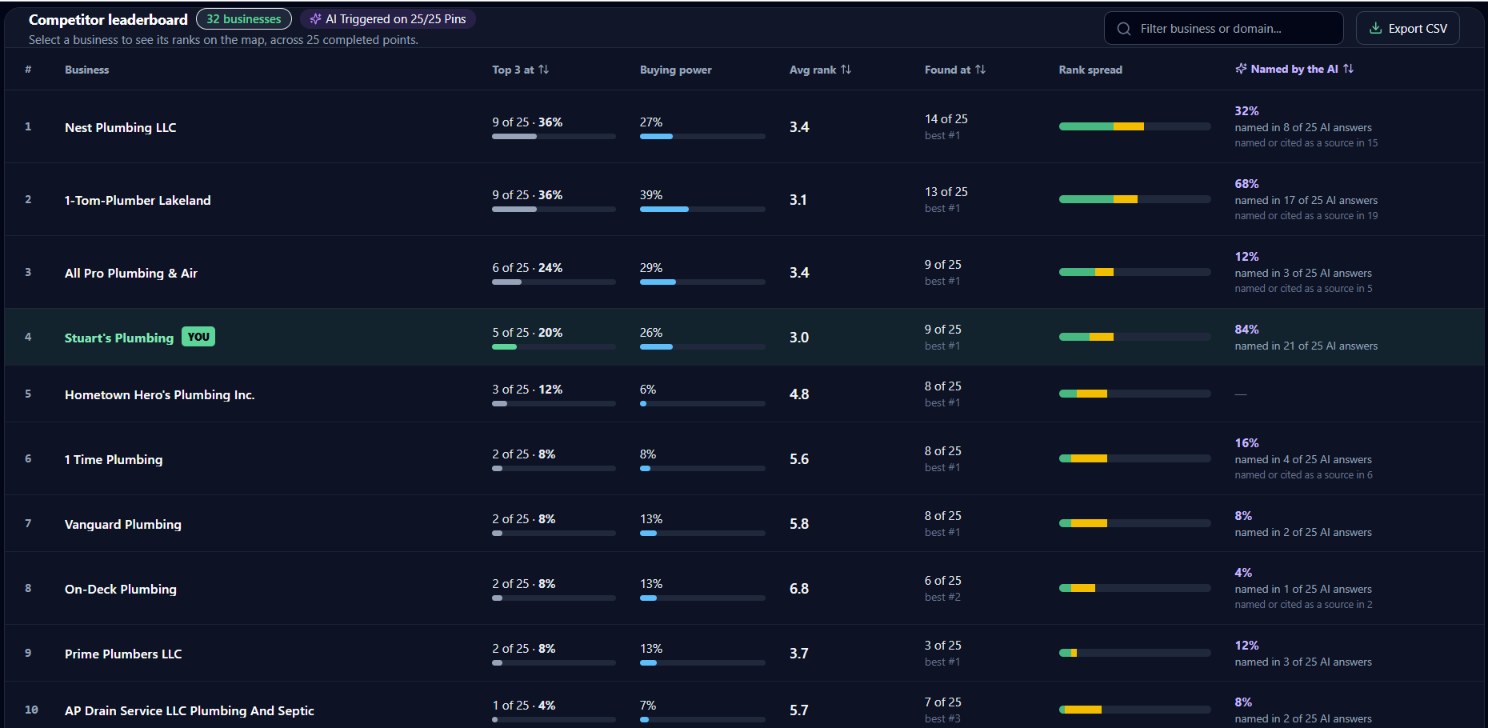 Competitor leaderboard 32 businesses AI Triggered on 25/25 Pins
Select a business to see its ranks on the map, across 25 completed points.
Filter business or domain... Export CSV
# Business Top 3 at Buying power Avg rank Found at Rank spread Named by the AI
1 Nest Plumbing LLC 9 of 25 · 36% 27% 3.4 14 of 25 32%
best #1 named in 8 of 25 AI answers
named or cited as a source in 15
2 1-Tom-Plumber Lakeland 9 of 25 · 36% 39% 3.1 13 of 25 68%
best #1 named in 17 of 25 AI answers
named or cited as a source in 19
3 All Pro Plumbing & Air 6 of 25 · 24% 29% 3.4 9 of 25 12%
best #1 named in 3 of 25 AI answers
named or cited as a source in 5
4 Stuart's Plumbing YOU 5 of 25 · 20% 26% 3.0 9 of 25 84%
best #1 named in 21 of 25 AI answers
5 Hometown Hero's Plumbing Inc. 3 of 25 · 12% 6% 4.8 8 of 25 —
best #1
6 1 Time Plumbing 2 of 25 · 8% 8% 5.6 8 of 25 16%
best #1 named in 4 of 25 AI answers
named or cited as a source in 6
7 Vanguard Plumbing 2 of 25 · 8% 13% 5.8 8 of 25 8%
best #1 named in 2 of 25 AI answers
8 On-Deck Plumbing 2 of 25 · 8% 13% 6.8 6 of 25 4%
best #2 named in 1 of 25 AI answers
named or cited as a source in 2
9 Prime Plumbers LLC 2 of 25 · 8% 13% 3.7 3 of 25 12%
best #1 named in 3 of 25 AI answers
10 AP Drain Service LLC Plumbing And Septic 1 of 25 · 4% 7% 5.7 7 of 25 8%
best #3 named in 2 of 25 AI answers